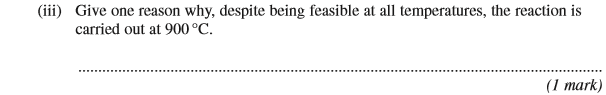 (iii) Give one reason why, despite being feasible at all temperatures, the reaction is
carried out at 900 °C.
................................................................................................................................
(1 mark)